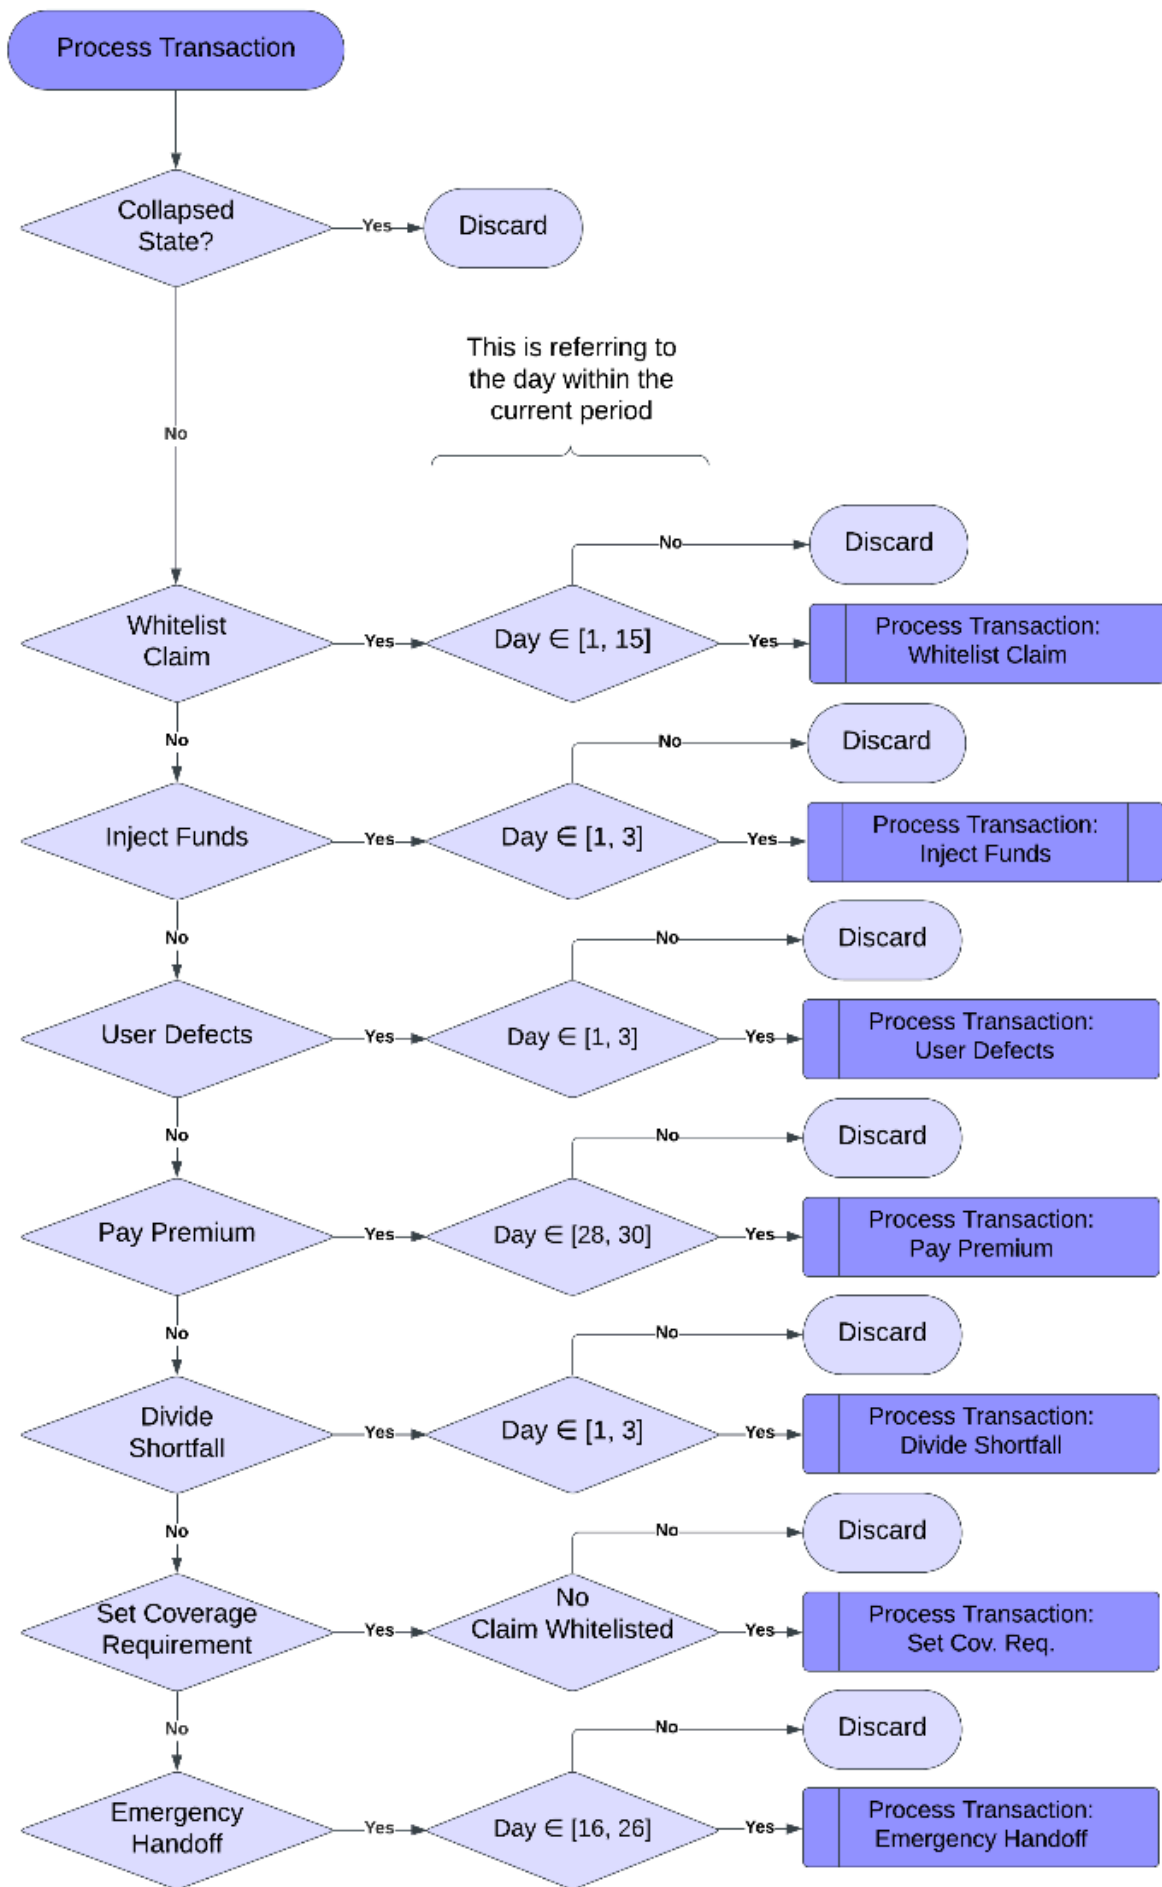 Process Transaction
Collapsed
State?
Yes
Discard
No
This is referring to
the day within the
current period
No
Discard
Whitelist
Claim
Yes
Day ∈ [1, 15]
Yes
Process Transaction:
Whitelist Claim
No
No
Discard
Inject Funds
Yes
Day ∈ [1, 3]
Yes
Process Transaction:
Inject Funds
No
No
Discard
User Defects
Yes
Day ∈ [1, 3]
Yes
Process Transaction:
User Defects
No
No
Discard
Pay Premium
Yes
Day ∈ [28, 30]
Yes
Process Transaction:
Pay Premium
No
No
Discard
Divide
Shortfall
Yes
Day ∈ [1, 3]
Yes
Process Transaction:
Divide Shortfall
No
No
Discard
Set Coverage
Requirement
Yes
No
Claim Whitelisted
Yes
Process Transaction:
Set Cov. Req.
No
No
Discard
Emergency
Handoff
Yes
Day ∈ [16, 26]
Yes
Process Transaction:
Emergency Handoff